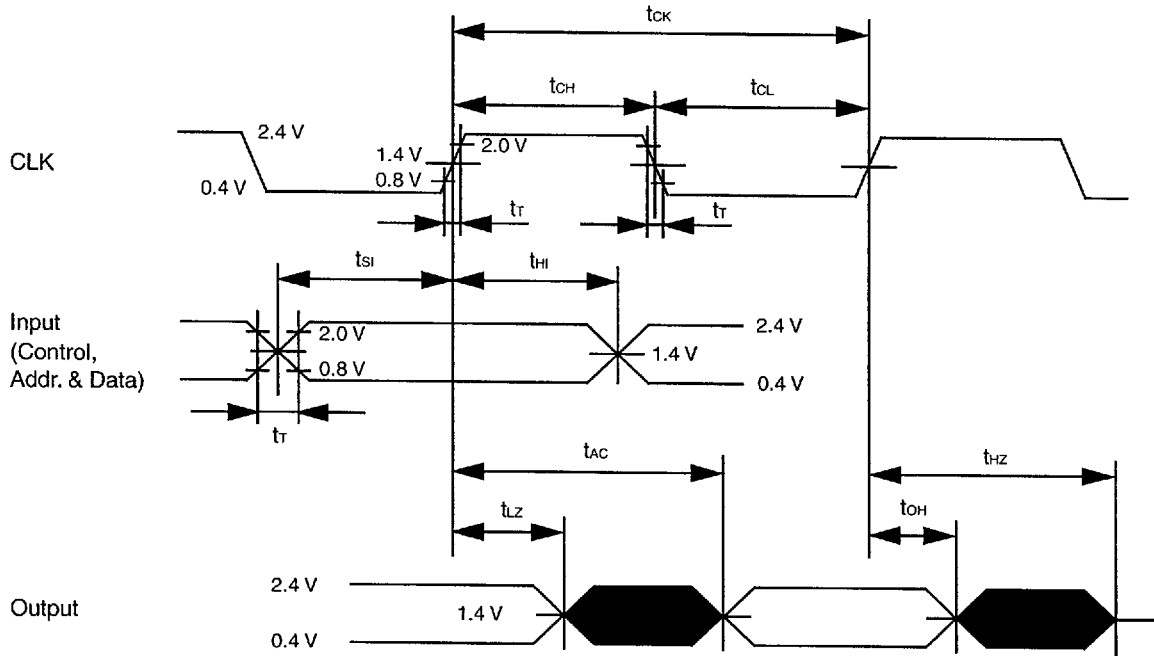 tCK
tCH
tCL
CLK
2.4 V
0.4 V
1.4 V
0.8 V
2.0 V
tT
tT
tSI
tHI
Input
(Control,
Addr. & Data)
2.0 V
0.8 V
2.4 V
1.4 V
0.4 V
tT
tAC
tHZ
tLZ
tOH
Output
2.4 V
1.4 V
0.4 V